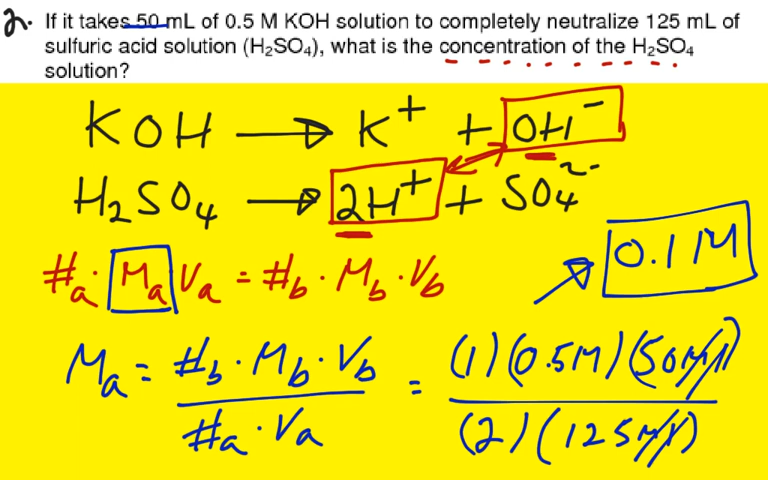 2. If it takes 50 mL of 0.5 M KOH solution to completely neutralize 125 mL of
sulfuric acid solution (H₂SO₄), what is the concentration of the H₂SO₄
solution?
KOH → K⁺ + OH⁻
H₂SO₄ → 2H⁺ + SO₄²⁻
#a · Ma Va = #b · Mb · Vb
0.1 M
Ma = #b · Mb · Vb / #a · Va = (1)(0.5M)(50ml) / (2)(125ml)